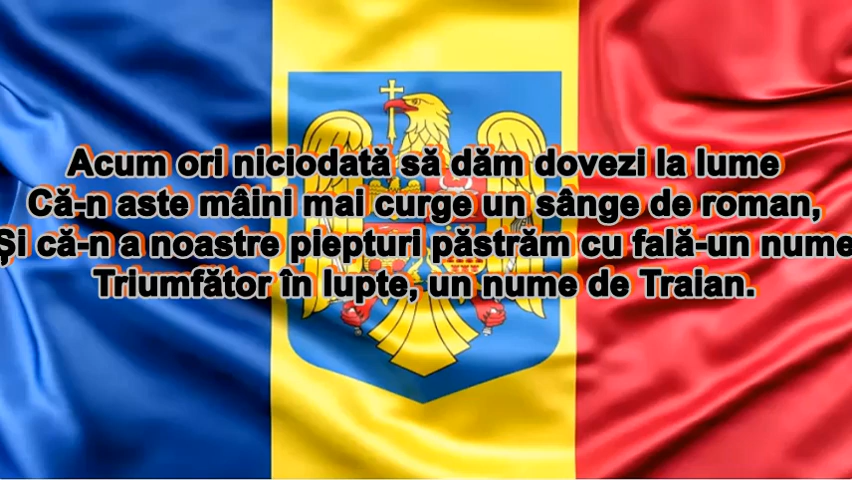 Acum ori niciodată să dăm dovezi la lume
Că-n aste mâini mai curge un sânge de roman,
Și că-n a noastre piepturi păstrăm cu fală-un nume
Triumfător în lupte, un nume de Traian.